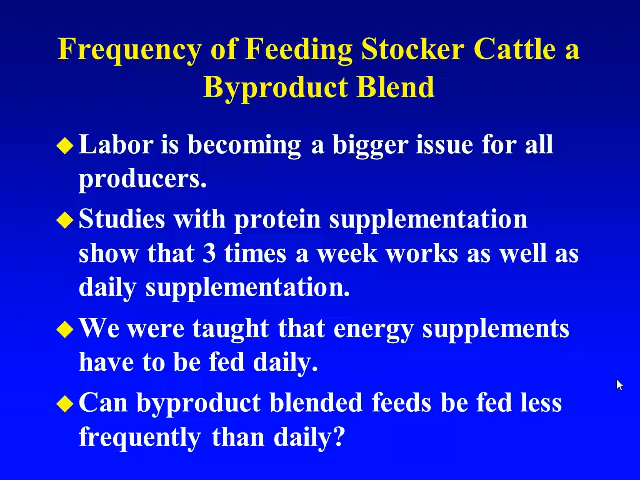 Frequency of Feeding Stocker Cattle a
Byproduct Blend
Labor is becoming a bigger issue for all
producers.
Studies with protein supplementation
show that 3 times a week works as well as
daily supplementation.
We were taught that energy supplements
have to be fed daily.
Can byproduct blended feeds be fed less
frequently than daily?